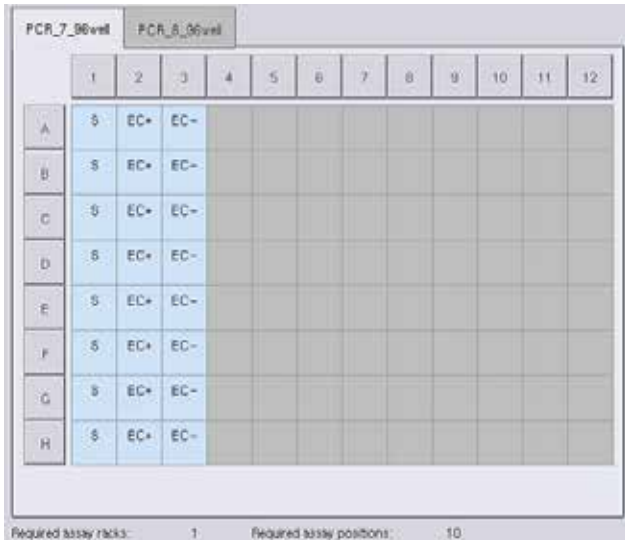 PCR_7_96well PCR_8_96well
1 2 3 4 5 6 7 8 9 10 11 12
A S EC+ EC-
B S EC+ EC-
C S EC+ EC-
D S EC+ EC-
E S EC+ EC-
F S EC+ EC-
G S EC+ EC-
H S EC+ EC-
Required assay racks: 1 Required assay positions: 10